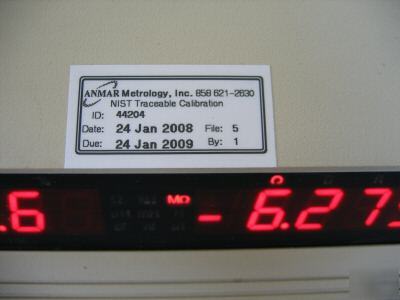 ANMAR Metrology, Inc. 858 621-2630
NIST Traceable Calibration
ID: 44204
Date: 24 Jan 2008 File: 5
Due: 24 Jan 2009 By: 1
.6 MΩ -6.27